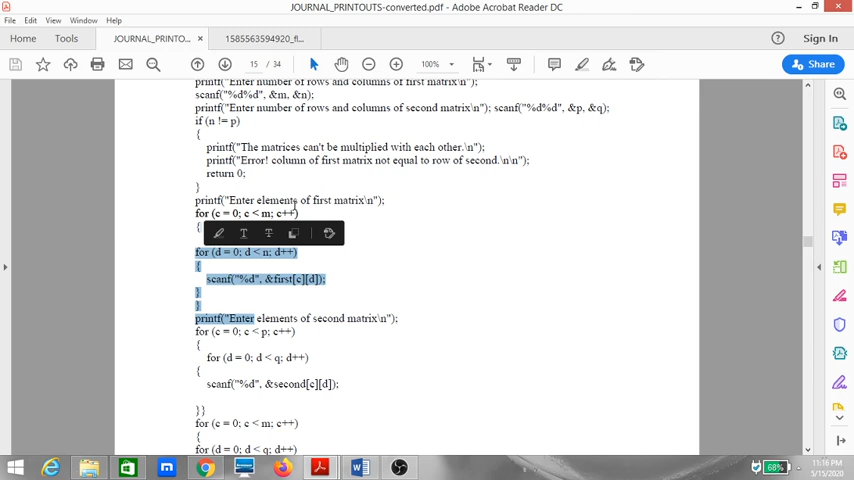 JOURNAL_PRINTOUTS-converted.pdf - Adobe Acrobat Reader DC
File Edit View Window Help
Home Tools JOURNAL_PRINTO... × 1585563594920_fl... Sign In
15 / 34 100% Share
printf("Enter number of rows and columns of first matrix\n");
scanf("%d%d", &m, &n);
printf("Enter number of rows and columns of second matrix\n"); scanf("%d%d", &p, &q);
if (n != p)
{
printf("The matrices can't be multiplied with each other.\n");
printf("Error! column of first matrix not equal to row of second.\n\n");
return 0;
}
printf("Enter elements of first matrix\n");
for (c = 0; c < m; c++)
{
for (d = 0; d < n; d++)
{
scanf("%d", &first[c][d]);
}
}
printf("Enter elements of second matrix\n");
for (c = 0; c < p; c++)
{
for (d = 0; d < q; d++)
{
scanf("%d", &second[c][d]);
}}
for (c = 0; c < m; c++)
{
for (d = 0; d < q; d++)
68% 11:16 PM
5/15/2020